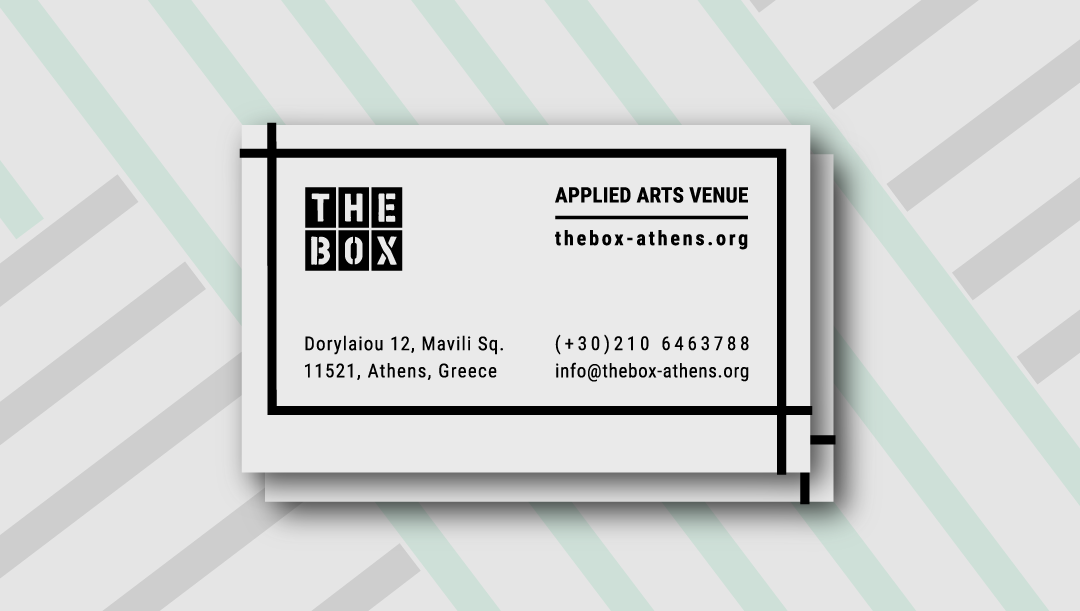 THE
BOX
APPLIED ARTS VENUE
thebox-athens.org
Dorylaiou 12, Mavili Sq.
11521, Athens, Greece
(+30)210 6463788
info@thebox-athens.org